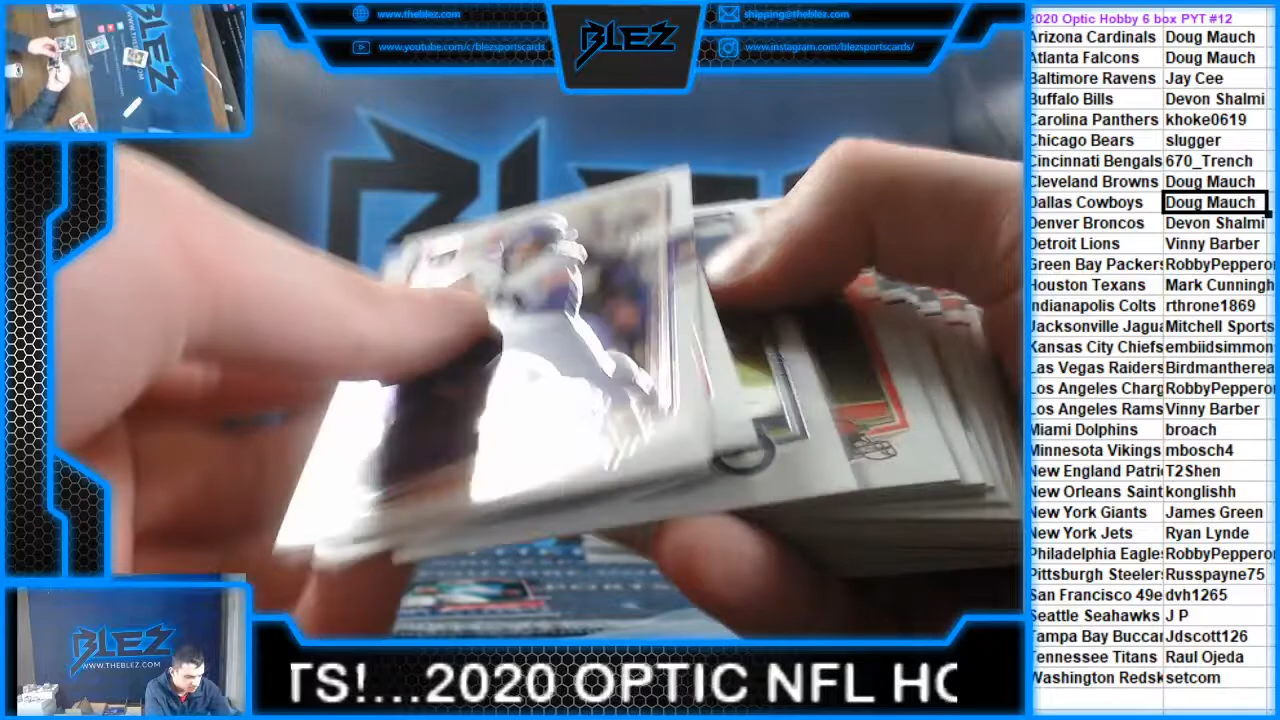 www.theblez.com
shipping@theblez.com
www.youtube.com/c/blezsportscards
www.instagram.com/blezsportscards/
BLEZ
2020 Optic Hobby 6 box PYT #12
Arizona Cardinals Doug Mauch
Atlanta Falcons Doug Mauch
Baltimore Ravens Jay Cee
Buffalo Bills Devon Shalmi
Carolina Panthers khoke0619
Chicago Bears slugger
Cincinnati Bengals 670_Trench
Cleveland Browns Doug Mauch
Dallas Cowboys Doug Mauch
Denver Broncos Devon Shalmi
Detroit Lions Vinny Barber
Green Bay Packers RobbyPeppero
Houston Texans Mark Cunningh
Indianapolis Colts rthrone1869
Jacksonville Jagua Mitchell Sports
Kansas City Chiefs embiidsimmon
Las Vegas Raiders Birdmantherea
Los Angeles Charg RobbyPeppero
Los Angeles Rams Vinny Barber
Miami Dolphins broach
Minnesota Vikings mbosch4
New England Patri T2Shen
New Orleans Saint konglishh
New York Giants James Green
New York Jets Ryan Lynde
Philadelphia Eagle RobbyPeppero
Pittsburgh Steeler Russpayne75
San Francisco 49e dvh1265
Seattle Seahawks J P
Tampa Bay Buccar Jdscott126
Tennessee Titans Raul Ojeda
Washington Redsk setcom
BLEZ
WWW.THEBLEZ.COM
TS!...2020 OPTIC NFL HO